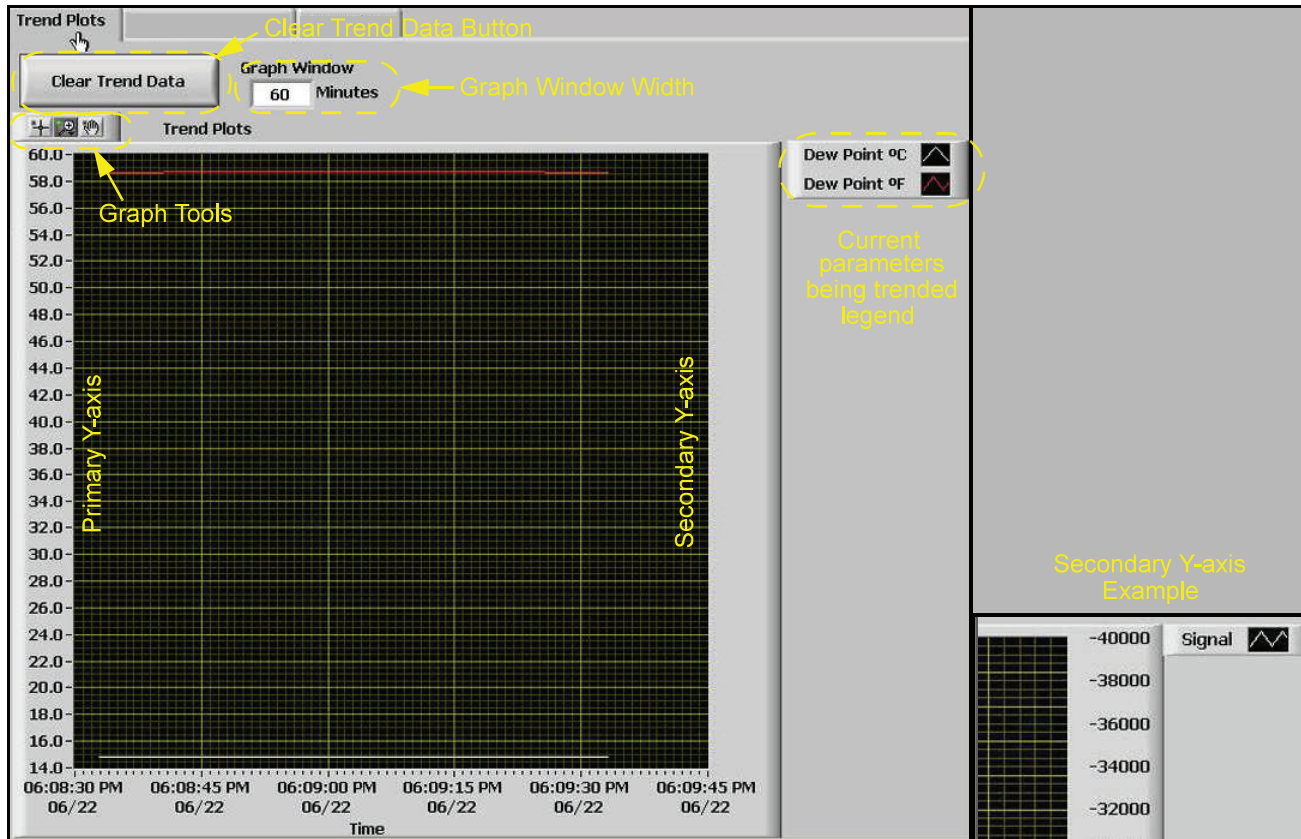 Trend Plots
Clear Trend Data Button
Clear Trend Data
Graph Window
60 Minutes
Graph Window Width
Trend Plots
Graph Tools
60.0
58.0
56.0
54.0
52.0
50.0
48.0
46.0
44.0
42.0
40.0
38.0
36.0
34.0
32.0
30.0
28.0
26.0
24.0
22.0
20.0
18.0
16.0
14.0
Primary Y-axis
Secondary Y-axis
06:08:30 PM 06:08:45 PM 06:09:00 PM 06:09:15 PM 06:09:30 PM 06:09:45 PM
06/22 06/22 06/22 06/22 06/22 06/22
Time
Dew Point ºC
Dew Point ºF
Current
parameters
being trended
legend
Secondary Y-axis
Example
-40000
-38000
-36000
-34000
-32000
Signal